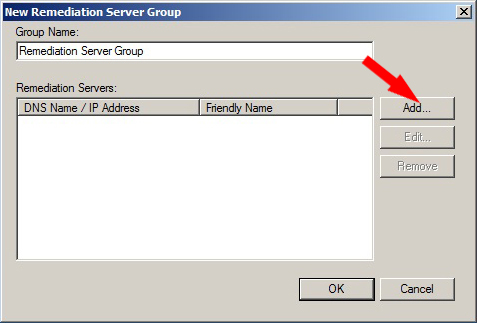 New Remediation Server Group
Group Name:
Remediation Server Group
Remediation Servers:
DNS Name / IP Address Friendly Name
Add...
Edit...
Remove
OK Cancel